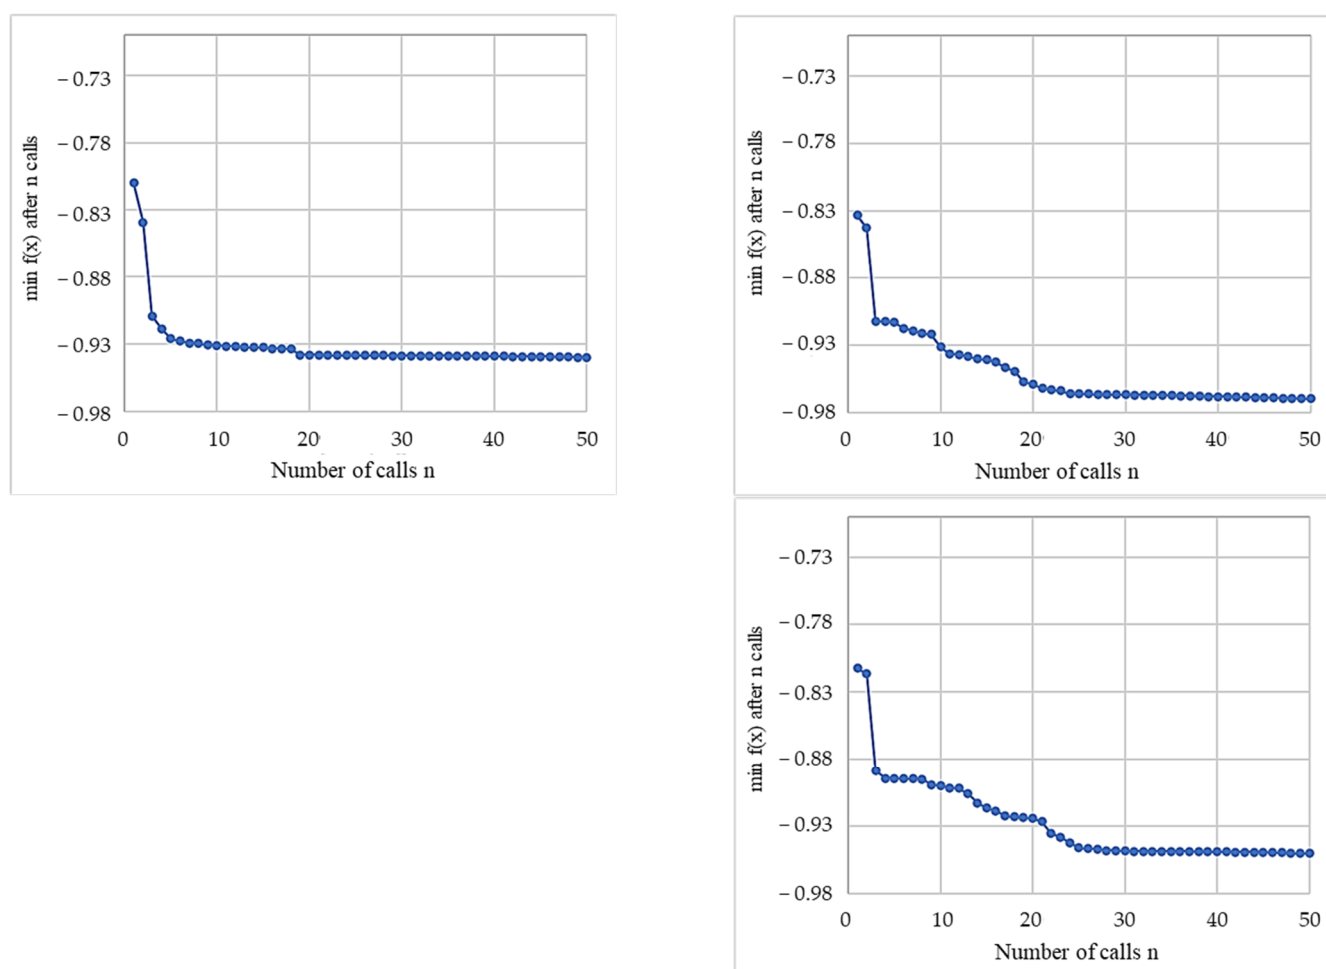 min f(x) after n calls
– 0.73
– 0.78
– 0.83
– 0.88
– 0.93
– 0.98
0 10 20 30 40 50
Number of calls n
min f(x) after n calls
– 0.73
– 0.78
– 0.83
– 0.88
– 0.93
– 0.98
0 10 20 30 40 50
Number of calls n
min f(x) after n calls
– 0.73
– 0.78
– 0.83
– 0.88
– 0.93
– 0.98
0 10 20 30 40 50
Number of calls n